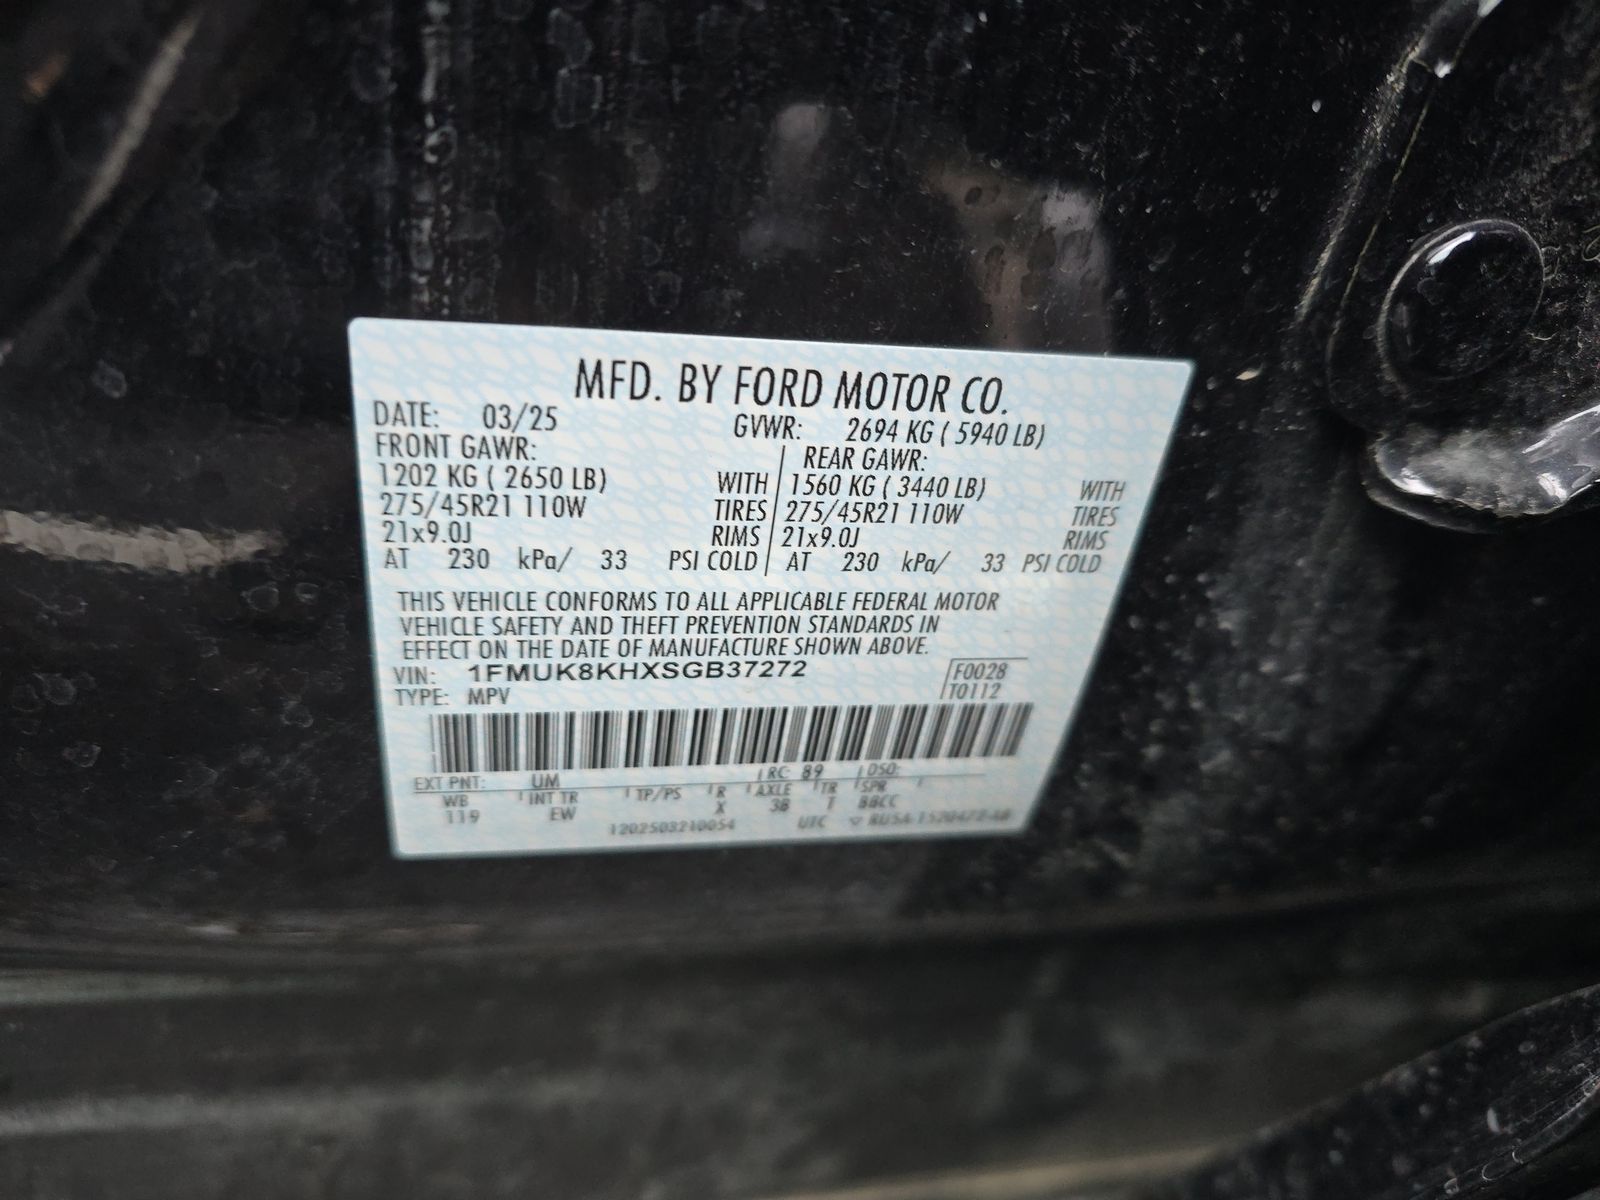 MFD. BY FORD MOTOR CO.
DATE: 03/25 GVWR: 2694 KG ( 5940 LB)
FRONT GAWR: REAR GAWR:
1202 KG ( 2650 LB) WITH 1560 KG ( 3440 LB) WITH
275/45R21 110W TIRES 275/45R21 110W TIRES
21x9.0J RIMS 21x9.0J RIMS
AT 230 kPa/ 33 PSI COLD AT 230 kPa/ 33 PSI COLD
THIS VEHICLE CONFORMS TO ALL APPLICABLE FEDERAL MOTOR
VEHICLE SAFETY AND THEFT PREVENTION STANDARDS IN
EFFECT ON THE DATE OF MANUFACTURE SHOWN ABOVE.
VIN: 1FMUK8KHXSGB37272 F0028
TYPE: MPV T0112
EXT PNT: UM RC: 89 DSO:
WB INT TR TP/PS R AXLE TR SPR
119 EW X 38 T BBCC
1202503210054 UTC